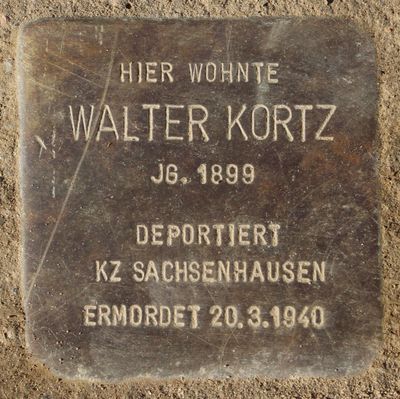 HIER WOHNTE
WALTER KORTZ
JG. 1899
DEPORTIERT
KZ SACHSENHAUSEN
ERMORDET 20.3.1940